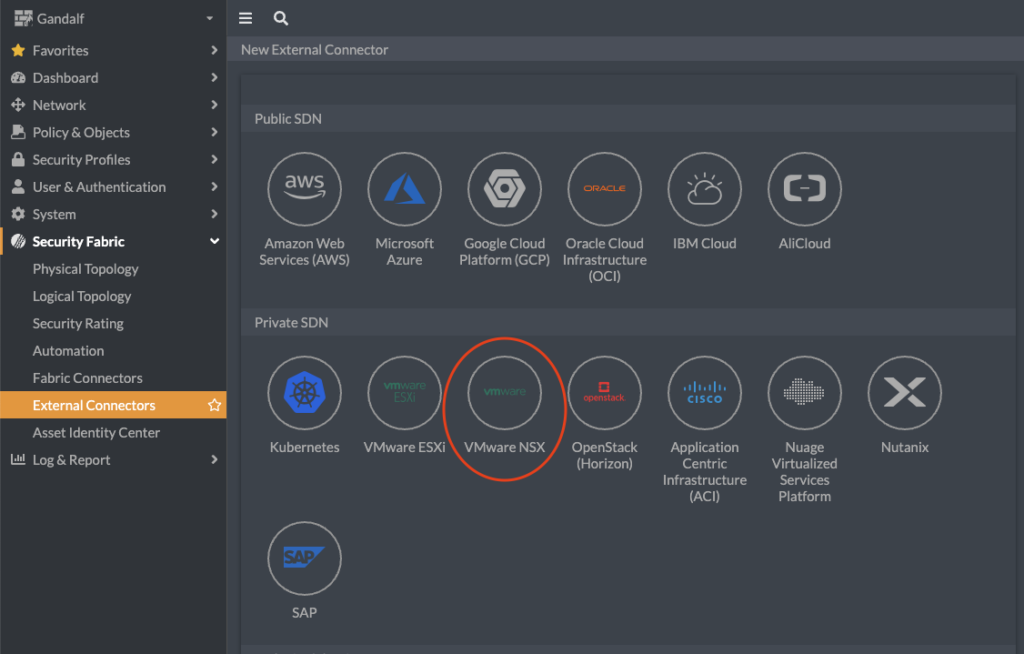 Gandalf
Favorites
Dashboard
Network
Policy & Objects
Security Profiles
User & Authentication
System
Security Fabric
Physical Topology
Logical Topology
Security Rating
Automation
Fabric Connectors
External Connectors
Asset Identity Center
Log & Report
New External Connector
Public SDN
aws
Amazon Web
Services (AWS)
Microsoft
Azure
Google Cloud
Platform (GCP)
ORACLE
Oracle Cloud
Infrastructure
(OCI)
IBM Cloud
AliCloud
Private SDN
Kubernetes
vmware
ESXi
VMware ESXi
vmware
VMware NSX
openstack
OpenStack
(Horizon)
CISCO
Application
Centric
Infrastructure
(ACI)
Nuage
Virtualized
Services
Platform
Nutanix
SAP
SAP